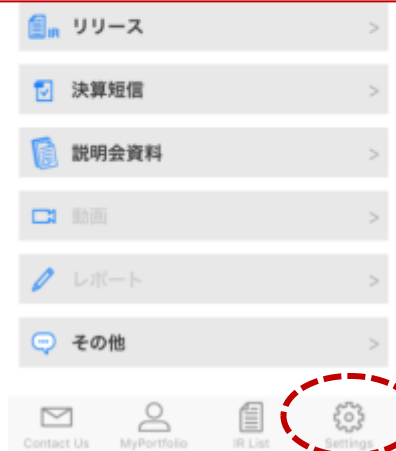 IR リリース >
決算短信 >
説明会資料 >
動画 >
レポート >
その他 >
Contact Us MyPortfolio IR List Settings